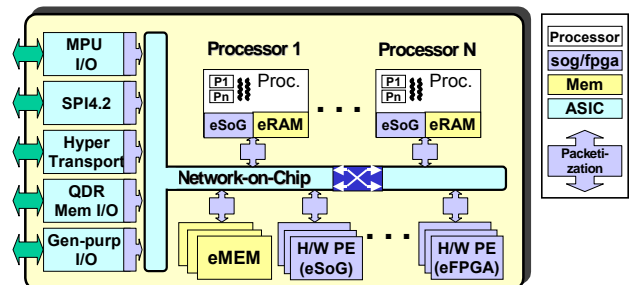 MPU
I/O
SPI4.2
Hyper
Transport
QDR
Mem I/O
Gen-purp
I/O
Processor 1
P1
Pn
Proc.
eSoG
eRAM
. . .
Processor N
P1
Pn
Proc.
eSoG
eRAM
Network-on-Chip
eMEM
H/W PE
(eSoG)
. . .
H/W PE
(eFPGA)
Processor
sog/fpga
Mem
ASIC
Packeti-
zation